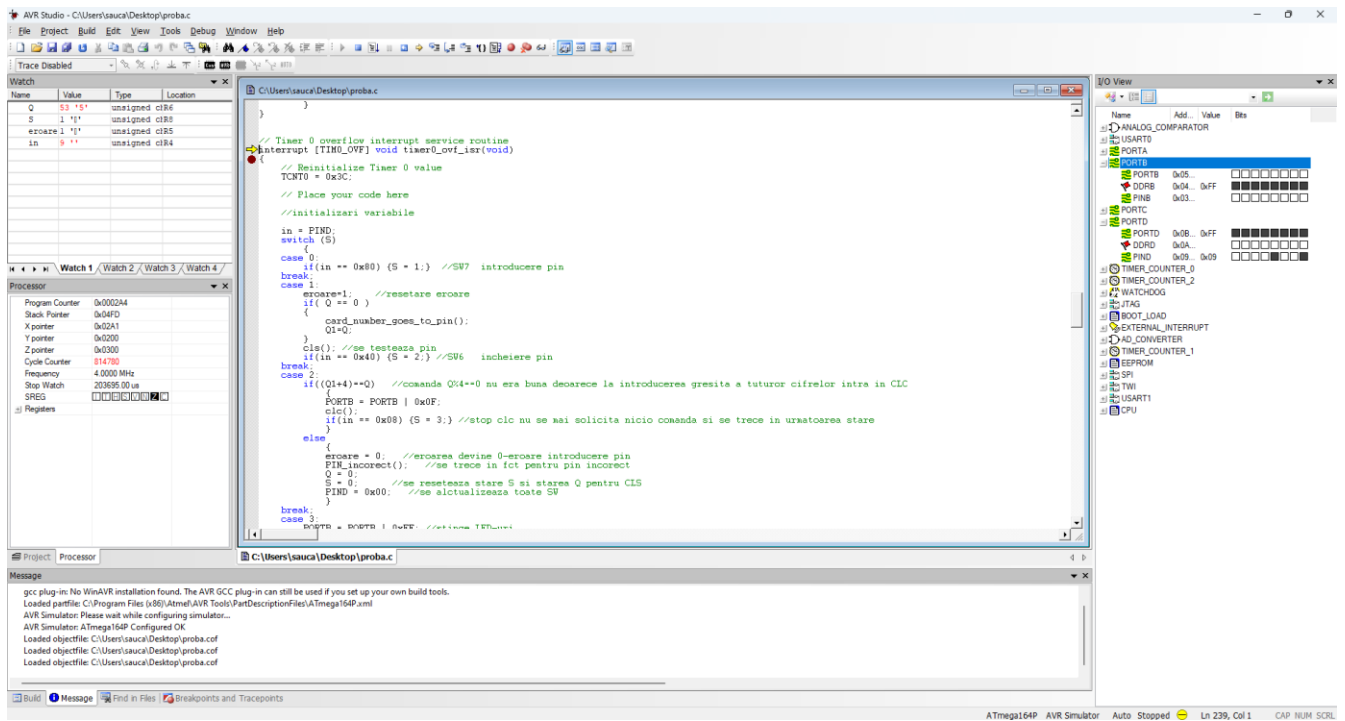 AVR Studio - C:\Users\sauca\Desktop\proba.c
File Project Build Edit View Tools Debug Window Help
Trace Disabled
Watch
Name Value Type Location
Q 53 '5' unsigned c R6
S 1 unsigned c R8
eroare 1 unsigned c R5
in 9 '' unsigned c R4
Watch 1 Watch 2 Watch 3 Watch 4
Processor
Program Counter 0x0002A4
Stack Pointer 0x04FD
X pointer 0x02A1
Y pointer 0x0200
Z pointer 0x0300
Cycle Counter 814780
Frequency 4.0000 MHz
Stop Watch 203695.00 us
SREG I T H S V N Z C
Registers
Project Processor
C:\Users\sauca\Desktop\proba.c
}
}
// Timer 0 overflow interrupt service routine
interrupt [TIM0_OVF] void timer0_ovf_isr(void)
{
// Reinitialize Timer 0 value
TCNT0 = 0x3C;
// Place your code here
//initializari variabile
in = PIND;
switch (S)
{
case 0:
if(in == 0x80) {S = 1;} //SW7 introducere pin
break;
case 1:
eroare=1; //resetare eroare
if( Q == 0 )
{
card_number_goes_to_pin();
Q1=Q;
}
cls(); //se testeaza pin
if(in == 0x40) {S = 2;} //SW6 incheiere pin
break;
case 2:
if((Q1+4)==Q) //comanda Q%4==0 nu era buna deoarece la introducerea gresita a tuturor cifrelor intra in CLC
{
PORTB = PORTB | 0x0F;
clc();
if(in == 0x08) {S = 3;} //stop clc nu se mai solicita nicio comanda si se trece in urmatoarea stare
}
else
{
eroare = 0; //eroarea devine 0-eroare introducere pin
PIN_incorect(); //se trece in fct pentru pin incorect
Q = 0;
S = 0; //se reseteaza stare S si starea Q pentru CLS
PIND = 0x00; //se alctualizeaza toate SW
}
break;
case 3:
PORTB = PORTB | 0xFF; //stinge LED-uri
C:\Users\sauca\Desktop\proba.c
I/O View
Name Add... Value Bits
ANALOG_COMPARATOR
USART0
PORTA
PORTB
PORTB 0x05...
DDRB 0x04... 0xFF
PINB 0x03...
PORTC
PORTD
PORTD 0x0B... 0xFF
DDRD 0x0A...
PIND 0x09... 0x09
TIMER_COUNTER_0
TIMER_COUNTER_2
WATCHDOG
JTAG
BOOT_LOAD
EXTERNAL_INTERRUPT
AD_CONVERTER
TIMER_COUNTER_1
EEPROM
SPI
TWI
USART1
CPU
Message
gcc plug-in: No WinAVR installation found. The AVR GCC plug-in can still be used if you set up your own build tools.
Loaded partfile: C:\Program Files (x86)\Atmel\AVR Tools\PartDescriptionFiles\ATmega164P.xml
AVR Simulator: Please wait while configuring simulator...
AVR Simulator: ATmega164P Configured OK
Loaded objectfile: C:\Users\sauca\Desktop\proba.cof
Loaded objectfile: C:\Users\sauca\Desktop\proba.cof
Loaded objectfile: C:\Users\sauca\Desktop\proba.cof
Build Message Find in Files Breakpoints and Tracepoints
ATmega164P AVR Simulator Auto Stopped Ln 239, Col 1 CAP NUM SCRL